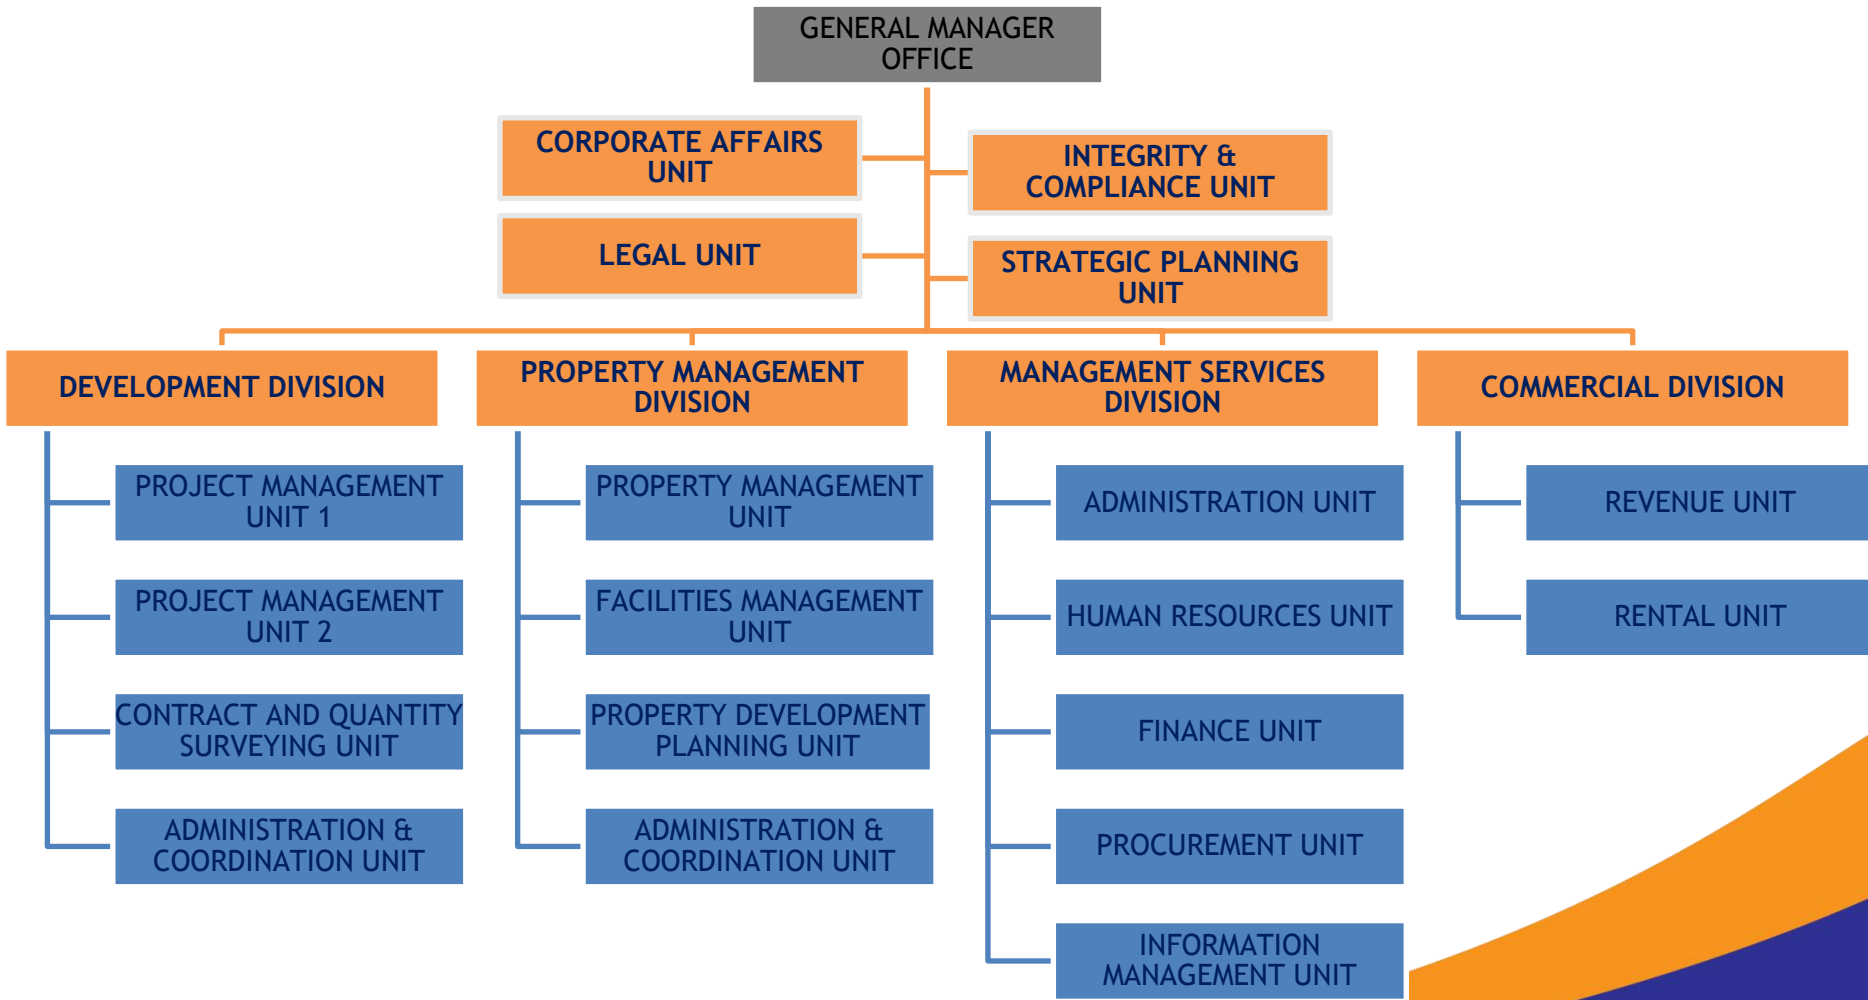 GENERAL MANAGER
OFFICE
CORPORATE AFFAIRS
UNIT
INTEGRITY &
COMPLIANCE UNIT
LEGAL UNIT
STRATEGIC PLANNING
UNIT
DEVELOPMENT DIVISION
PROJECT MANAGEMENT
UNIT 1
PROJECT MANAGEMENT
UNIT 2
CONTRACT AND QUANTITY
SURVEYING UNIT
ADMINISTRATION &
COORDINATION UNIT
PROPERTY MANAGEMENT
DIVISION
PROPERTY MANAGEMENT
UNIT
FACILITIES MANAGEMENT
UNIT
PROPERTY DEVELOPMENT
PLANNING UNIT
ADMINISTRATION &
COORDINATION UNIT
MANAGEMENT SERVICES
DIVISION
ADMINISTRATION UNIT
HUMAN RESOURCES UNIT
FINANCE UNIT
PROCUREMENT UNIT
INFORMATION
MANAGEMENT UNIT
COMMERCIAL DIVISION
REVENUE UNIT
RENTAL UNIT